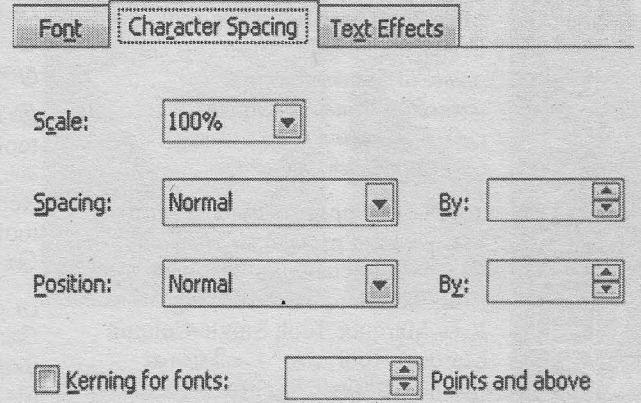 Font Character Spacing Text Effects
Scale: 100%
Spacing: Normal By:
Position: Normal By:
Kerning for fonts: Points and above